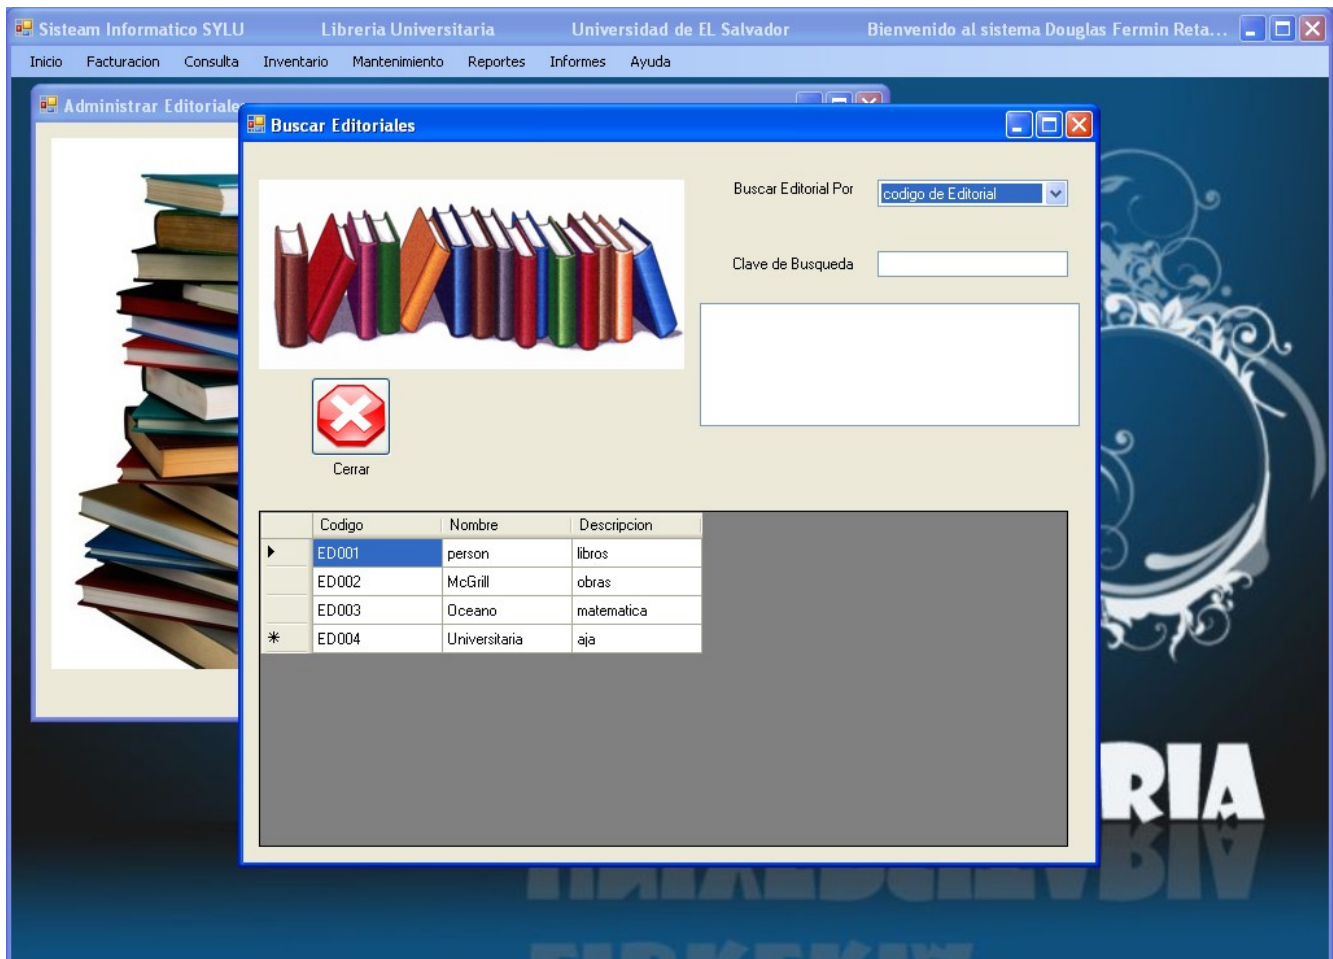 Sisteam Informatico SYLU Libreria Universitaria Universidad de EL Salvador Bienvenido al sistema Douglas Fermin Reta...
Inicio Facturacion Consulta Inventario Mantenimiento Reportes Informes Ayuda
Administrar Editoriales
Buscar Editoriales
Buscar Editorial Por codigo de Editorial
Clave de Busqueda
Cerrar
Codigo Nombre Descripcion
ED001 person libros
ED002 McGrill obras
ED003 Oceano matematica
ED004 Universitaria aja
RIA